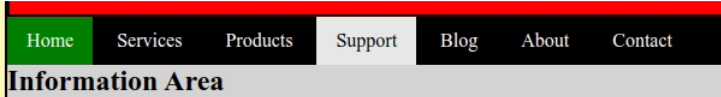 Home Services Products Support Blog About Contact
Information Area